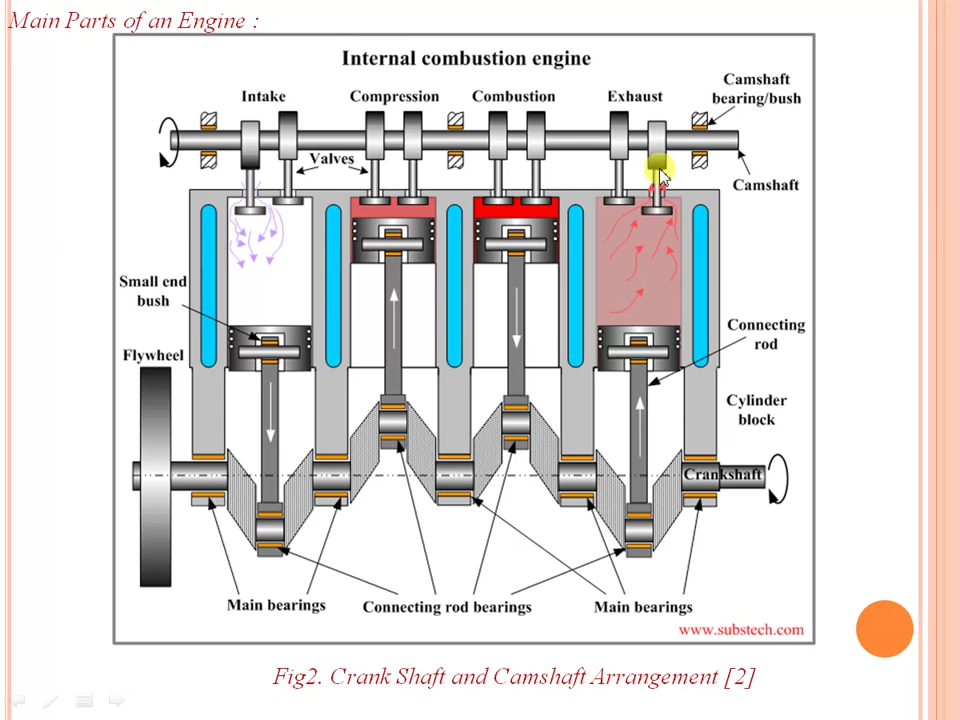 Main Parts of an Engine :
Internal combustion engine
Camshaft
bearing/bush
Intake
Compression
Combustion
Exhaust
Valves
Camshaft
Small end
bush
Connecting
rod
Flywheel
Cylinder
block
Crankshaft
Main bearings
Connecting rod bearings
Main bearings
www.substech.com
Fig2. Crank Shaft and Camshaft Arrangement [2]